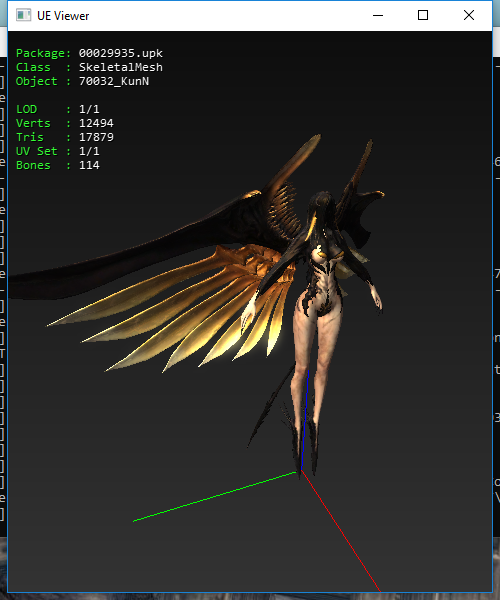 UE Viewer
Package: 00029935.upk
Class : SkeletalMesh
Object : 70032_KunN
LOD : 1/1
Verts : 12494
Tris : 17879
UV Set : 1/1
Bones : 114